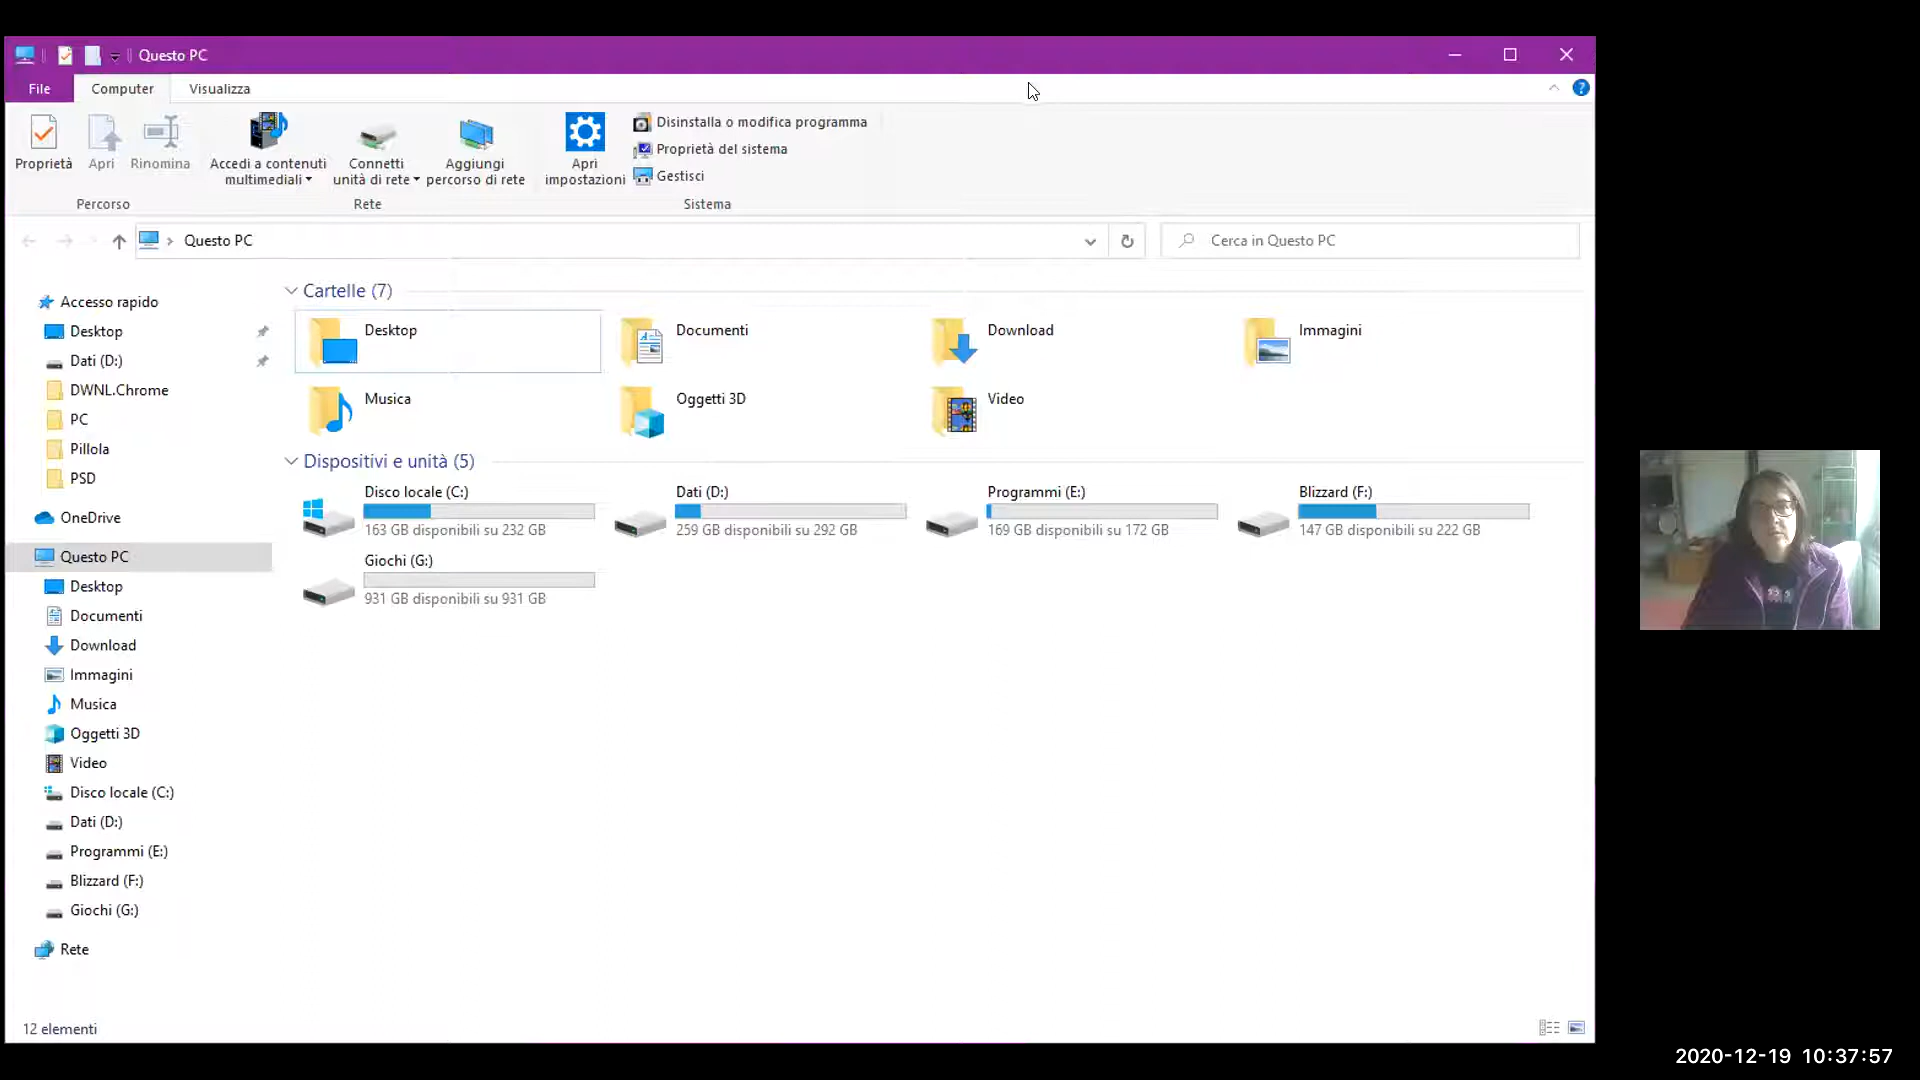 Questo PC
File
Computer
Visualizza
Proprietà
Apri
Rinomina
Accedi a contenuti
multimediali
Connetti
unità di rete
Aggiungi
percorso di rete
Apri
impostazioni
Disinstalla o modifica programma
Proprietà del sistema
Gestisci
Percorso
Rete
Sistema
Questo PC
Cerca in Questo PC
Accesso rapido
Desktop
Dati (D:)
DWNL.Chrome
PC
Pillola
PSD
OneDrive
Questo PC
Desktop
Documenti
Download
Immagini
Musica
Oggetti 3D
Video
Disco locale (C:)
Dati (D:)
Programmi (E:)
Blizzard (F:)
Giochi (G:)
Rete
Cartelle (7)
Desktop
Documenti
Download
Immagini
Musica
Oggetti 3D
Video
Dispositivi e unità (5)
Disco locale (C:)
163 GB disponibili su 232 GB
Dati (D:)
259 GB disponibili su 292 GB
Programmi (E:)
169 GB disponibili su 172 GB
Blizzard (F:)
147 GB disponibili su 222 GB
Giochi (G:)
931 GB disponibili su 931 GB
12 elementi
2020-12-19 10:37:57